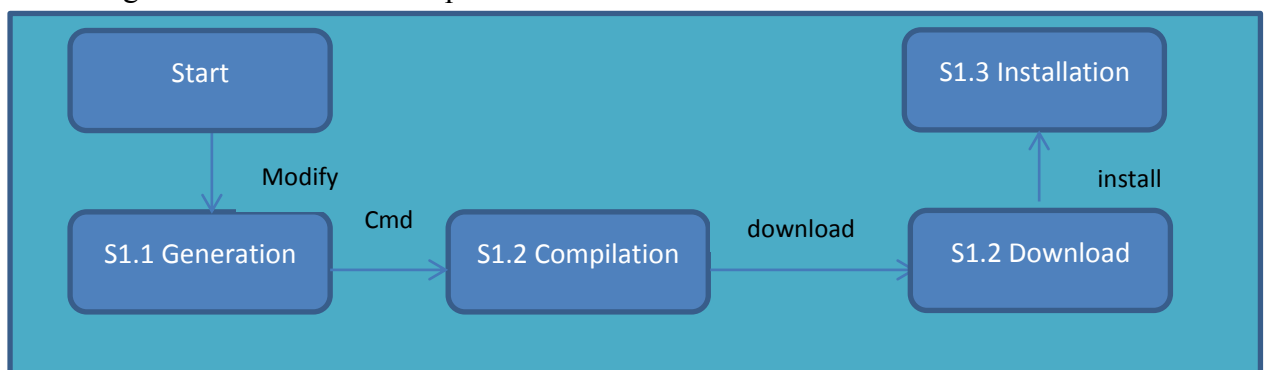 Start
S1.3 Installation
Modify
install
S1.1 Generation
Cmd
S1.2 Compilation
download
S1.2 Download